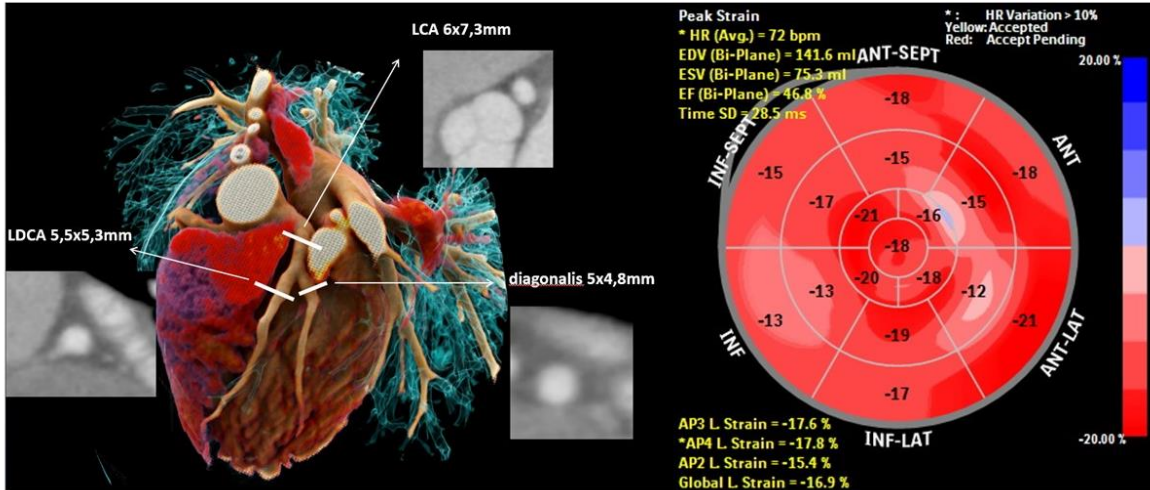 LCA 6x7,3mm
LDCA 5,5x5,3mm
diagonalis 5x4,8mm
Peak Strain
* HR (Avg.) = 72 bpm
EDV (Bi-Plane) = 141.6 ml
ESV (Bi-Plane) = 75.3 ml
EF (Bi-Plane) = 46.8 %
Time SD = 28.5 ms
* : HR Variation > 10%
Yellow: Accepted
Red: Accept Pending
20.00 %
ANT-SEPT
INF-SEPT
ANT
-18
-15
-15
-18
-17
-15
-21
-16
-18
-20
-18
-13
-12
-13
-21
-19
-17
INF
ANT-LAT
INF-LAT
-20.00 %
AP3 L. Strain = -17.6 %
*AP4 L. Strain = -17.8 %
AP2 L. Strain = -15.4 %
Global L. Strain = -16.9 %